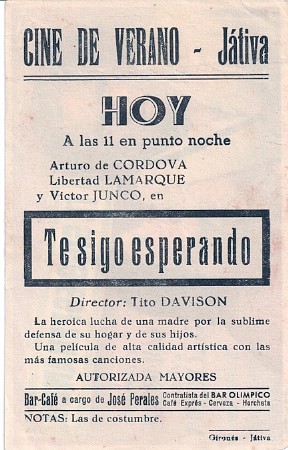 CINE DE VERANO - Játiva
HOY
A las 11 en punto noche
Arturo de CORDOVA
Libertad LAMARQUE
y Víctor JUNCO, en
Te sigo esperando
Director: Tito DAVISON
La heroica lucha de una madre por la sublime
defensa de su hogar y de sus hijos.
Una película de alta calidad artística con las
más famosas canciones.
AUTORIZADA MAYORES
Bar-Café a cargo de José Perales Contratista del BAR OLIMPICO
Café Exprés - Cerveza - Horchata
NOTAS: Las de costumbre.
Gironés - Játiva